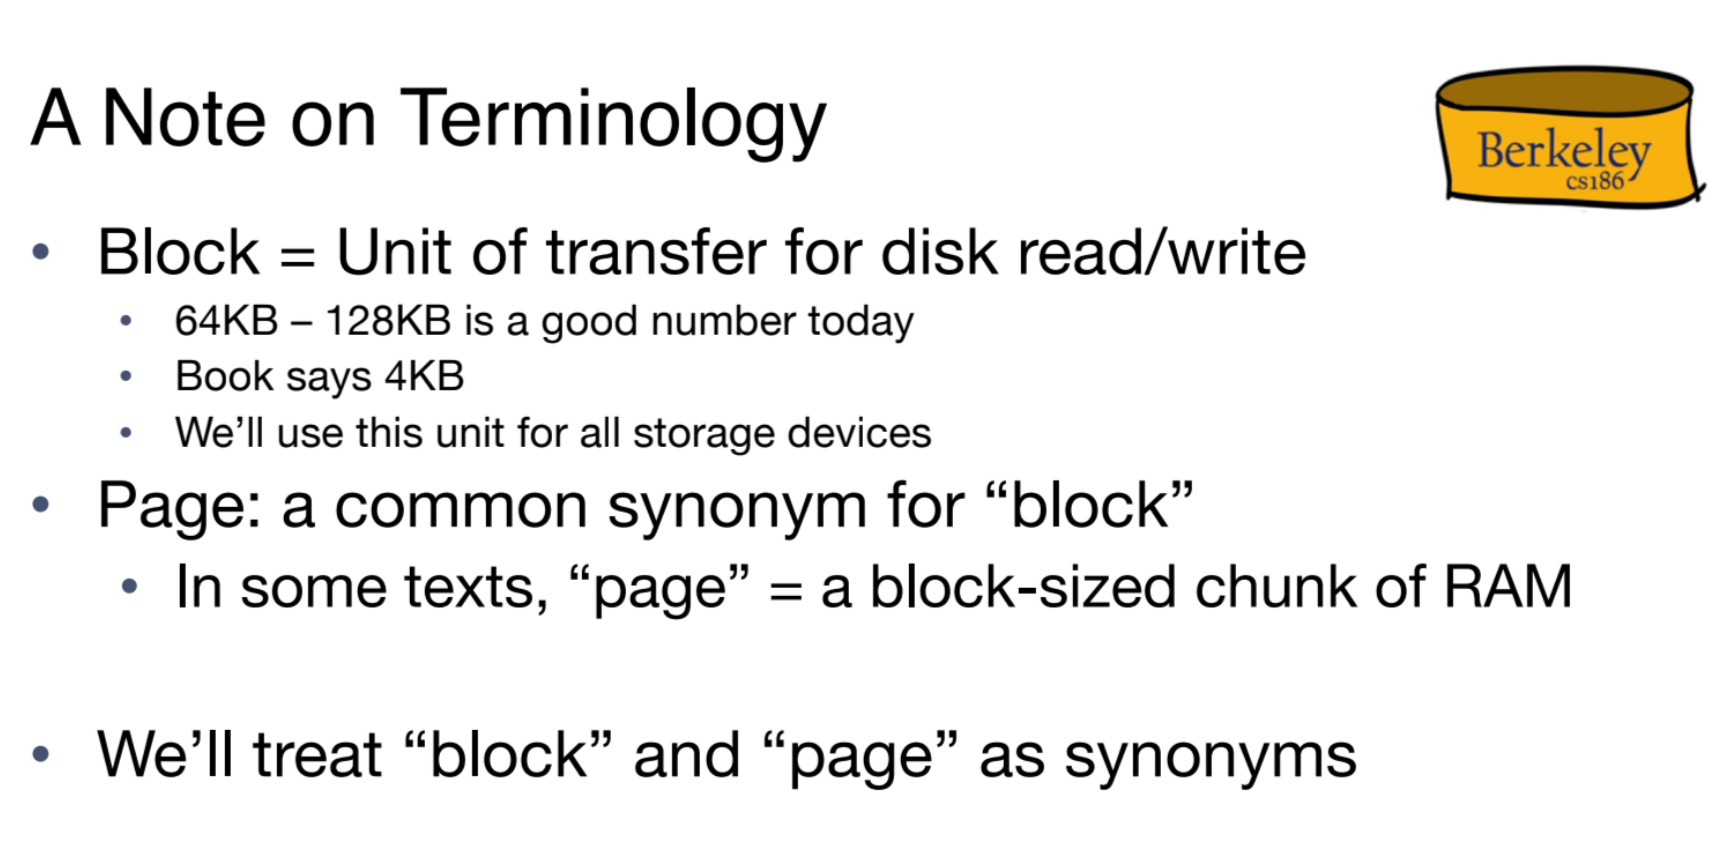 A Note on Terminology
Berkeley
cs186
• Block = Unit of transfer for disk read/write
• 64KB – 128KB is a good number today
• Book says 4KB
• We’ll use this unit for all storage devices
• Page: a common synonym for “block”
• In some texts, “page” = a block-sized chunk of RAM
• We’ll treat “block” and “page” as synonyms